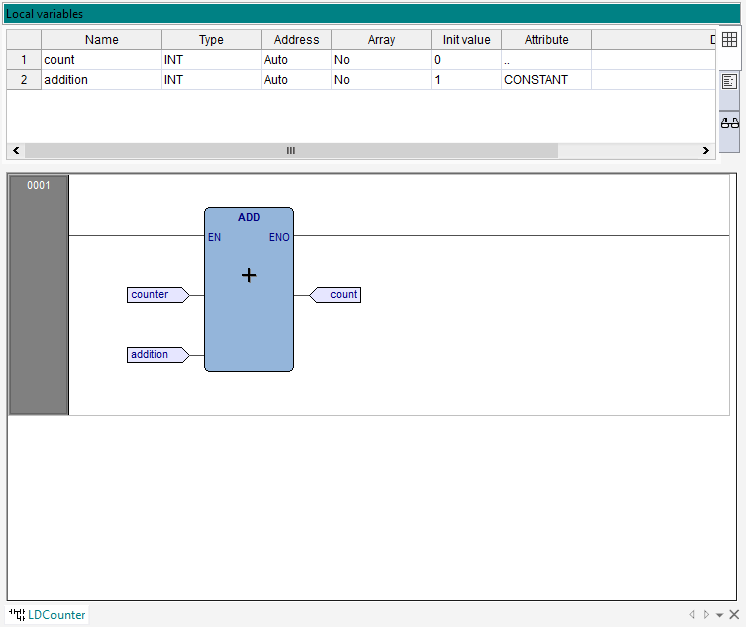 Local variables
Name Type Address Array Init value Attribute D
1 count INT Auto No 0 ..
2 addition INT Auto No 1 CONSTANT
0001
ADD
EN ENO
+
counter count
addition
LDCounter